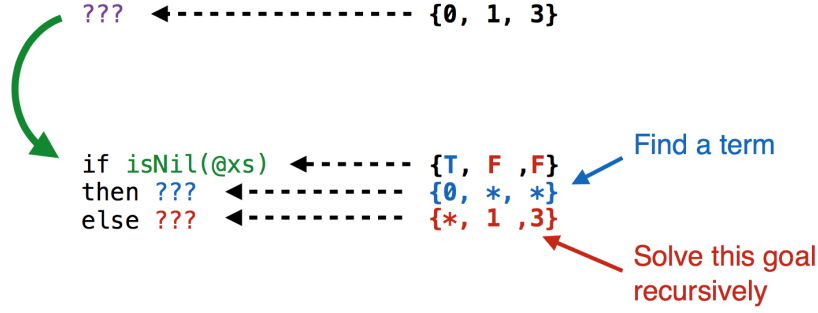 ??? {0, 1, 3}
if isNil(@xs) {T, F ,F}
then ??? {0, *, *}
else ??? {*, 1 ,3}
Find a term
Solve this goal
recursively